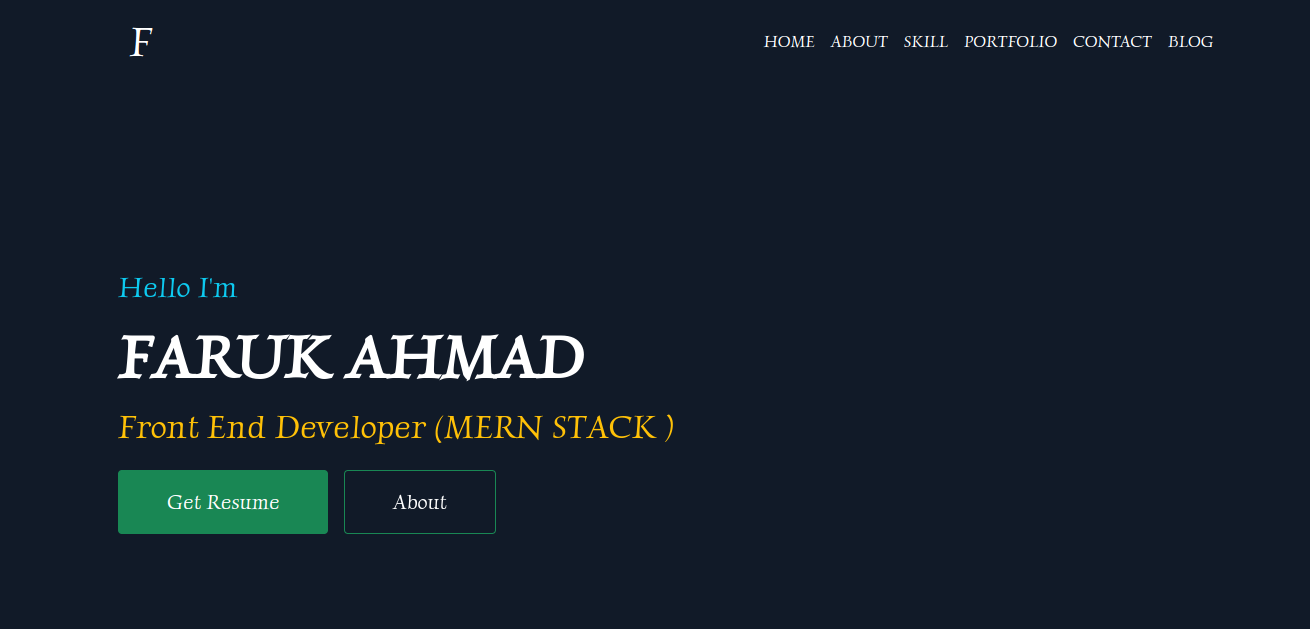 F
HOME ABOUT SKILL PORTFOLIO CONTACT BLOG
Hello I'm
FARUK AHMAD
Front End Developer (MERN STACK )
Get Resume About